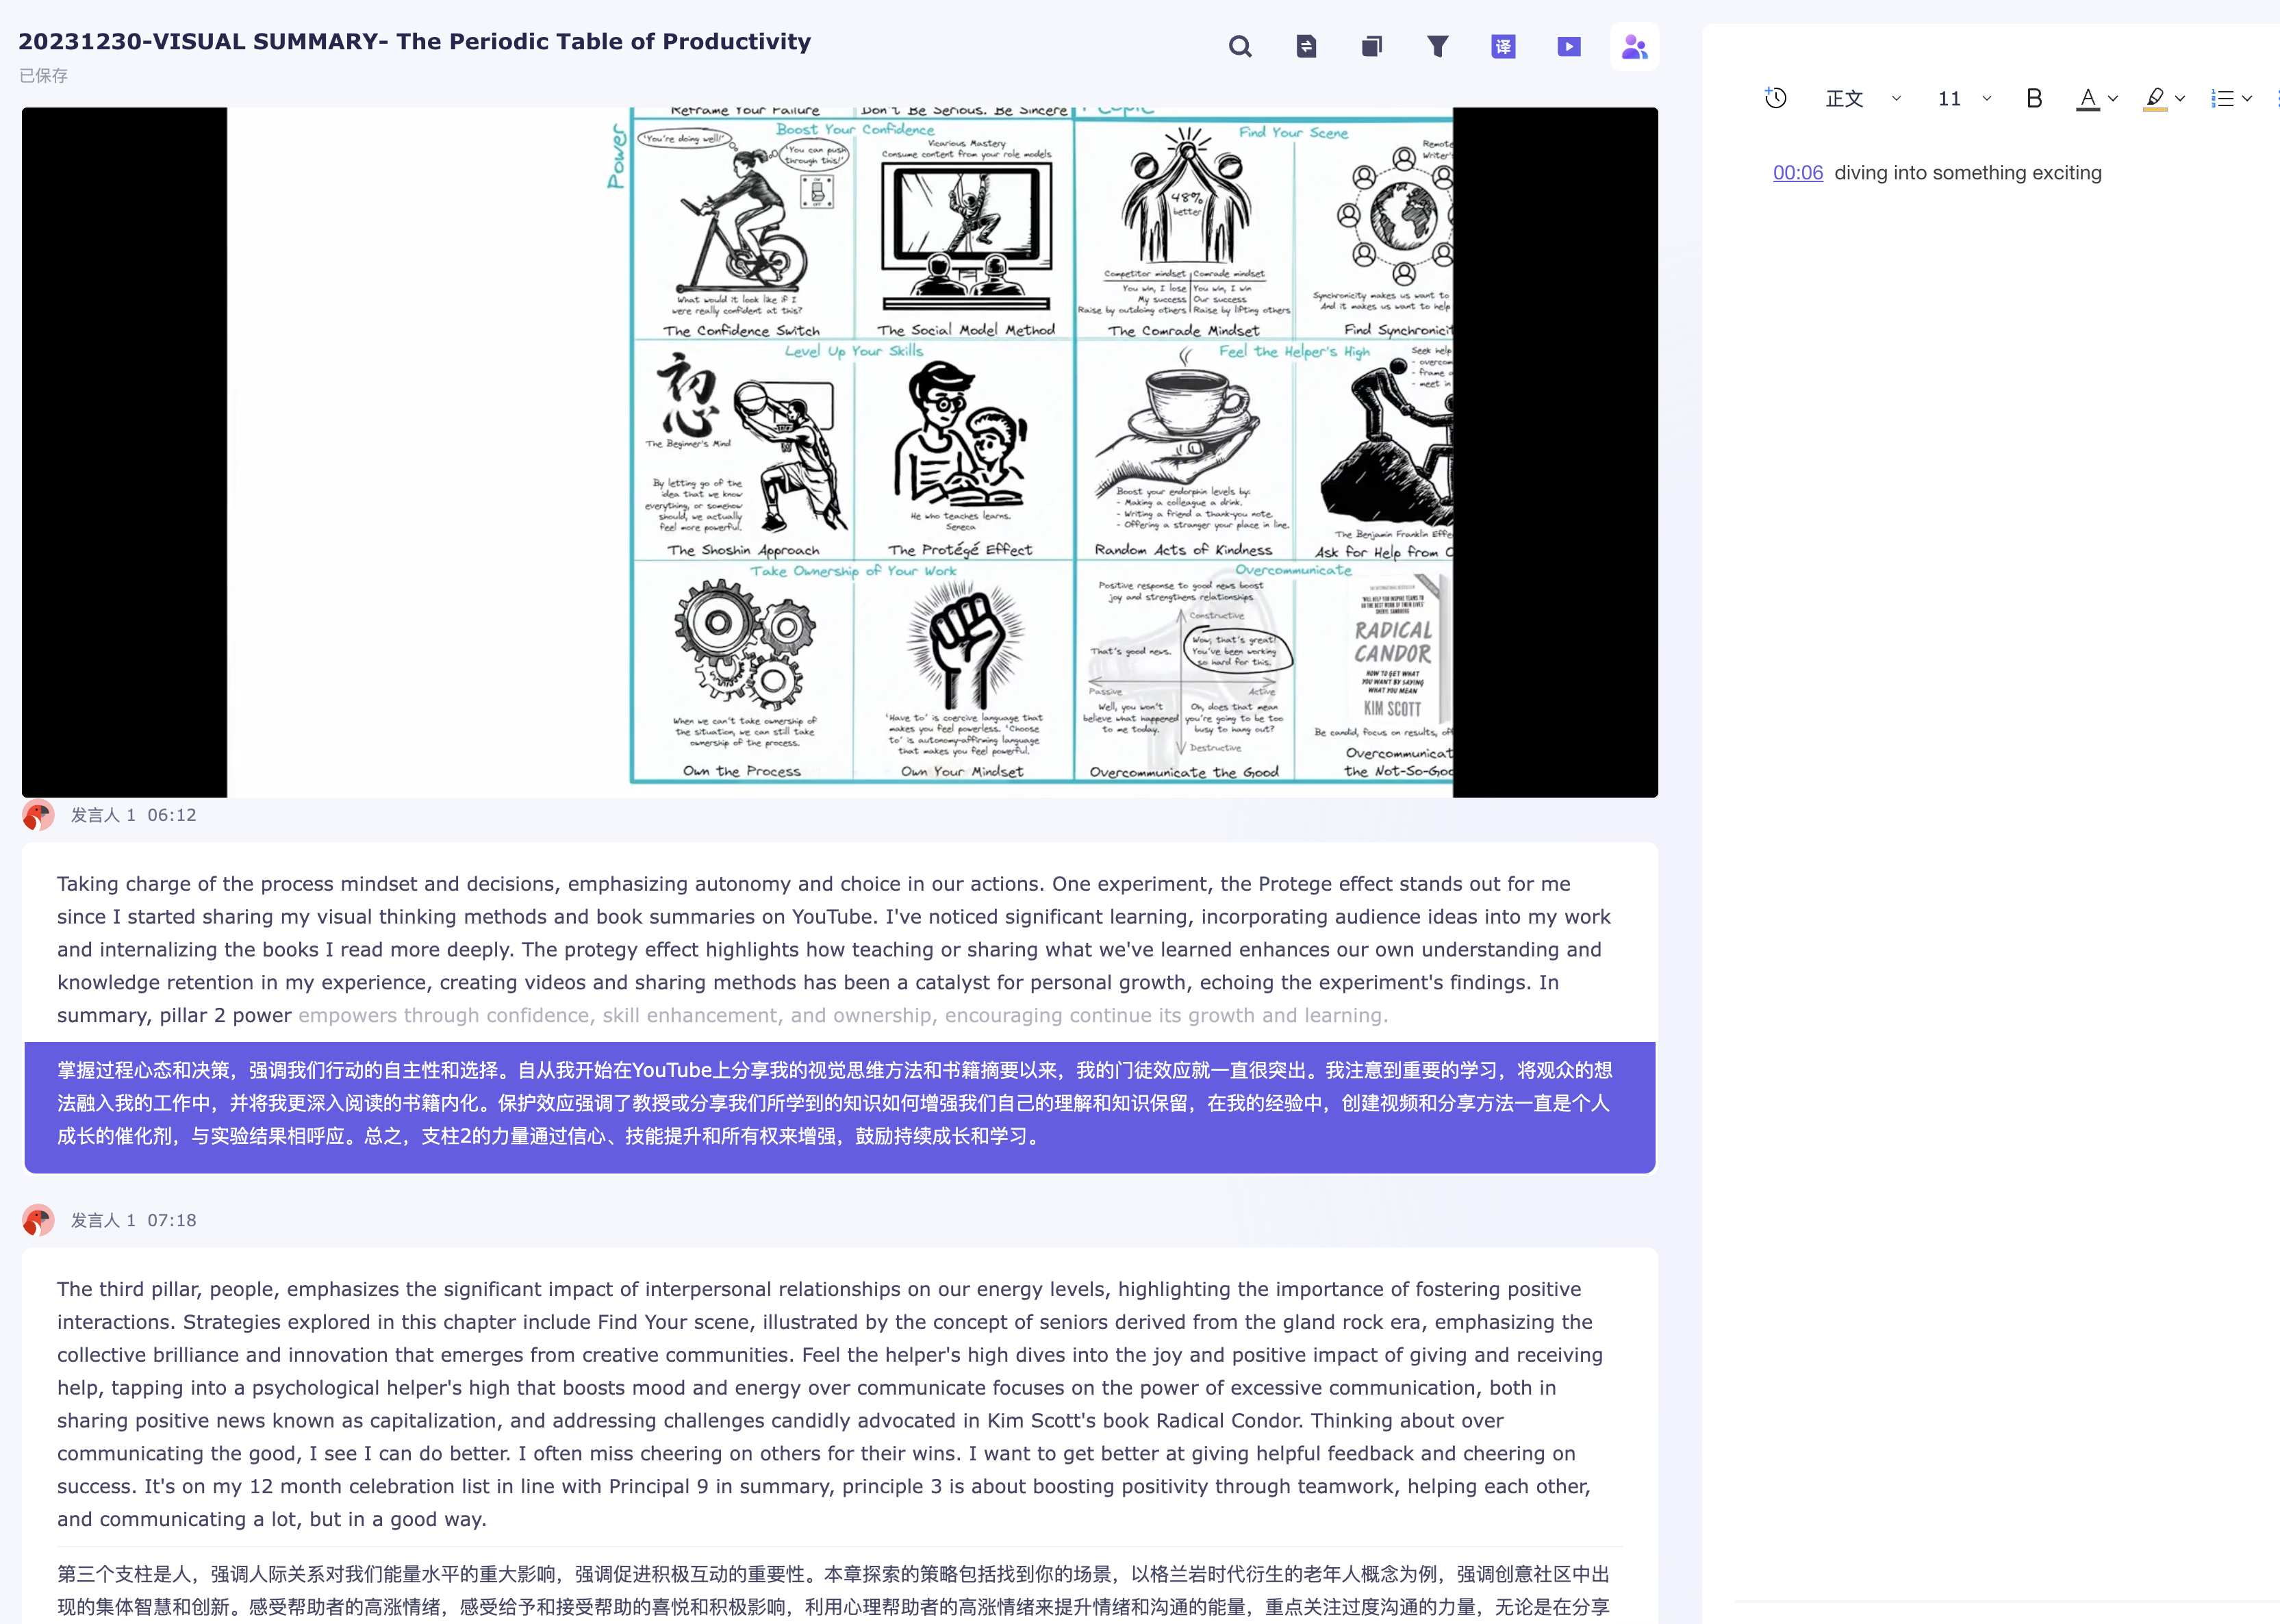 20231230-VISUAL SUMMARY- The Periodic Table of Productivity
已保存
译
正文
11
B
A
00:06 diving into something exciting
Reframe Your Failure
Don't Be Serious. Be Sincere
Power
Boost Your Confidence
"You're doing well!"
"You can push
through this!"
What would it look like if I
were really confident at this?
The Confidence Switch
Vicarious Mastery
Consume content from your role models
The Social Model Method
Find Your Scene
48%
better
Competitor mindset | Comrade mindset
You win, I lose | You win, I win
My success | Our success
Raise by outdoing others | Raise by lifting others
The Comrade Mindset
Remote
Writer'
Synchronicity makes us want to
And it makes us want to help
Find Synchronicit
Level Up Your Skills
初心
The Beginner's Mind
By letting go of the
idea that we know
everything, or somehow
should, we actually
feel more powerful.
The Shoshin Approach
He who teaches learns.
Seneca
The Protégé Effect
Feel the Helper's High
Boost your endorphin levels by:
- Making a colleague a drink.
- Writing a friend a thank-you note.
- Offering a stranger your place in line.
Random Acts of Kindness
Seek help
- overcom
- frame
- meet in
The Benjamin Franklin Effe
Ask for Help from
Take Ownership of Your Work
When we can't take ownership of
the situation, we can still take
ownership of the process.
Own the Process
'Have to' is coercive language that
makes you feel powerless. 'Choose
to' is autonomy-affirming language
that makes you feel powerful.
Own Your Mindset
Overcommunicate
Positive response to good news boost
joy and strengthens relationships
Constructive
That's good news.
Wow, that's great!
You've been working
so hard for this.
Passive
Active
Well, you won't
believe what happened
to me today.
Oh, does that mean
you're going to be too
busy to hang out?
Destructive
Overcommunicate the Good
RADICAL
CANDOR
HOW TO GET WHAT
YOU WANT BY SAYING
WHAT YOU MEAN
KIM SCOTT
Be candid, focus on results, of
Overcommunicat
the Not-So-Goo
发言人 1 06:12
Taking charge of the process mindset and decisions, emphasizing autonomy and choice in our actions. One experiment, the Protege effect stands out for me
since I started sharing my visual thinking methods and book summaries on YouTube. I've noticed significant learning, incorporating audience ideas into my work
and internalizing the books I read more deeply. The protegy effect highlights how teaching or sharing what we've learned enhances our own understanding and
knowledge retention in my experience, creating videos and sharing methods has been a catalyst for personal growth, echoing the experiment's findings. In
summary, pillar 2 power empowers through confidence, skill enhancement, and ownership, encouraging continue its growth and learning.
掌握过程心态和决策，强调我们行动的自主性和选择。自从我开始在YouTube上分享我的视觉思维方法和书籍摘要以来，我的门徒效应就一直很突出。我注意到重要的学习，将观众的想
法融入我的工作中，并将我更深入阅读的书籍内化。保护效应强调了教授或分享我们所学到的知识如何增强我们自己的理解和知识保留，在我的经验中，创建视频和分享方法一直是个人
成长的催化剂，与实验结果相呼应。总之，支柱2的力量通过信心、技能提升和所有权来增强，鼓励持续成长和学习。
发言人 1 07:18
The third pillar, people, emphasizes the significant impact of interpersonal relationships on our energy levels, highlighting the importance of fostering positive
interactions. Strategies explored in this chapter include Find Your scene, illustrated by the concept of seniors derived from the gland rock era, emphasizing the
collective brilliance and innovation that emerges from creative communities. Feel the helper's high dives into the joy and positive impact of giving and receiving
help, tapping into a psychological helper's high that boosts mood and energy over communicate focuses on the power of excessive communication, both in
sharing positive news known as capitalization, and addressing challenges candidly advocated in Kim Scott's book Radical Condor. Thinking about over
communicating the good, I see I can do better. I often miss cheering on others for their wins. I want to get better at giving helpful feedback and cheering on
success. It's on my 12 month celebration list in line with Principal 9 in summary, principle 3 is about boosting positivity through teamwork, helping each other,
and communicating a lot, but in a good way.
第三个支柱是人，强调人际关系对我们能量水平的重大影响，强调促进积极互动的重要性。本章探索的策略包括找到你的场景，以格兰岩时代衍生的老年人概念为例，强调创意社区中出
现的集体智慧和创新。感受帮助者的高涨情绪，感受给予和接受帮助的喜悦和积极影响，利用心理帮助者的高涨情绪来提升情绪和沟通的能量，重点关注过度沟通的力量，无论是在分享